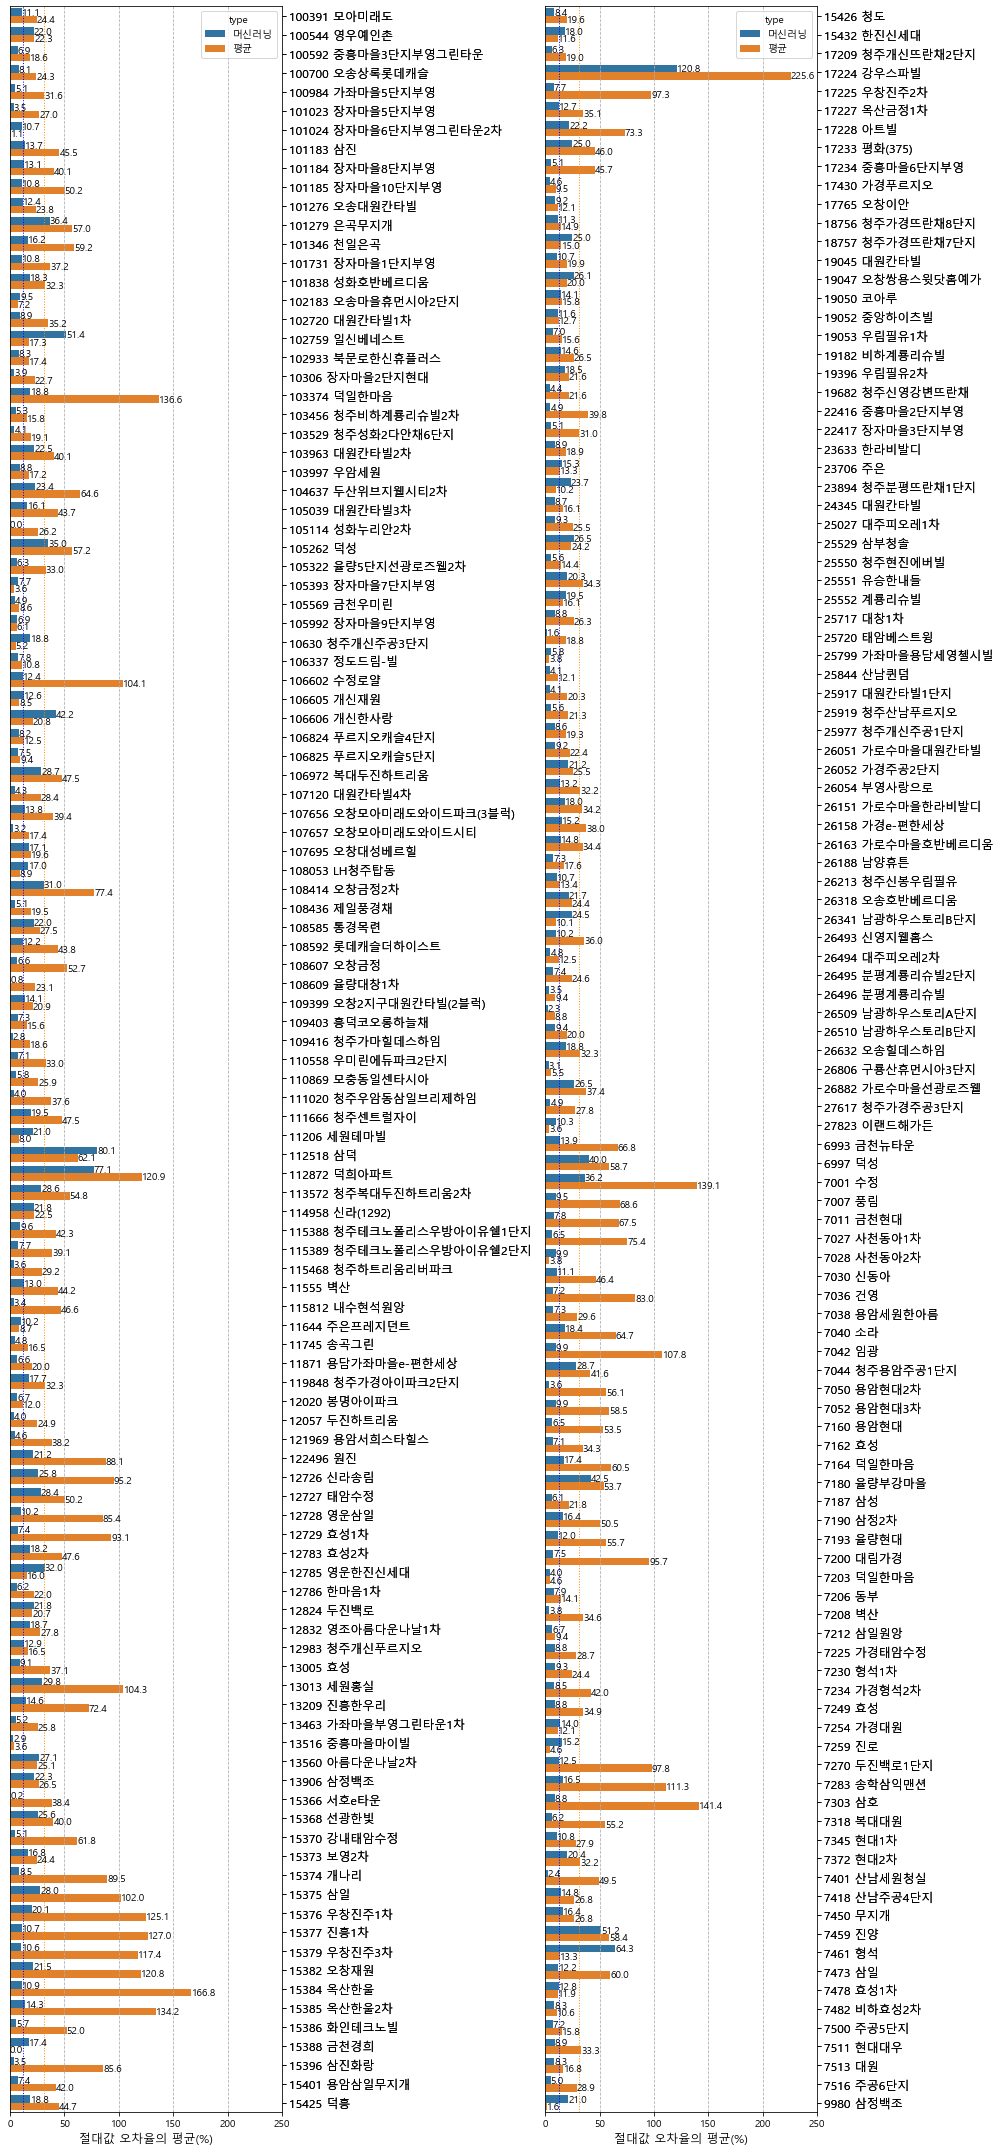 type
머신러닝
평균
11.1 24.4 100391 모아미래도
22.0 22.3 100544 영우예인촌
6.9 18.6 100592 중흥마을3단지부영그린타운
8.1 24.3 100700 오송상록롯데캐슬
5.1 31.6 100984 가좌마을5단지부영
3.5 27.0 101023 장자마을5단지부영
10.7 1.1 101024 장자마을6단지부영그린타운2차
13.7 45.5 101183 삼진
13.1 40.1 101184 장자마을8단지부영
10.8 50.2 101185 장자마을10단지부영
12.4 23.8 101276 오송대원칸타빌
36.4 57.0 101279 은곡무지개
16.2 59.2 101346 천일은곡
10.8 37.2 101731 장자마을1단지부영
18.3 32.3 101838 성화호반베르디움
9.5 7.2 102183 오송마을휴먼시아2단지
8.9 35.2 102720 대원칸타빌1차
51.4 17.3 102759 일신베네스트
8.3 17.4 102933 북문로한신휴플러스
3.9 22.7 10306 장자마을2단지현대
18.8 136.6 103374 덕일한마음
5.3 15.8 103456 청주비하계룡리슈빌2차
4.1 19.1 103529 청주성화2다안채6단지
22.5 40.1 103963 대원칸타빌2차
8.8 17.2 103997 우암세원
23.4 64.6 104637 두산위브지웰시티2차
16.1 43.7 105039 대원칸타빌3차
0.0 26.2 105114 성화누리안2차
35.0 57.2 105262 덕성
6.3 33.0 105322 율량5단지선광로즈웰2차
7.7 3.6 105393 장자마을7단지부영
4.9 8.6 105569 금천우미린
6.9 6.1 105992 장자마을9단지부영
18.8 5.2 10630 청주개신주공3단지
7.8 10.8 106337 정도드림-빌
12.4 104.1 106602 수정로얄
12.6 8.5 106605 개신재원
42.2 20.8 106606 개신한사랑
8.2 12.5 106824 푸르지오캐슬4단지
7.5 9.4 106825 푸르지오캐슬5단지
28.7 47.5 106972 복대두진하트리움
4.3 28.4 107120 대원칸타빌4차
13.8 39.4 107656 오창모아미래도와이드파크(3블럭)
3.2 17.4 107657 오창모아미래도와이드시티
17.1 19.6 107695 오창대성베르힐
17.0 8.9 108053 LH청주탑동
31.0 77.4 108414 오창금정2차
5.1 19.5 108436 제일풍경채
22.0 27.5 108585 통경목련
12.2 43.8 108592 롯데캐슬더하이스트
6.6 52.7 108607 오창금정
0.8 23.1 108609 율량대창1차
14.1 20.9 109399 오창2지구대원칸타빌(2블럭)
7.3 15.6 109403 흥덕코오롱하늘채
2.8 18.6 109416 청주가마힐데스하임
7.1 33.0 110558 우미린에듀파크2단지
5.8 25.9 110869 모충동일센타시아
4.0 37.6 111020 청주우암동삼일브리제하임
19.5 47.5 111666 청주센트럴자이
21.0 8.0 11206 세원테마빌
80.1 62.1 112518 삼덕
77.1 120.9 112872 덕희아파트
28.6 54.8 113572 청주복대두진하트리움2차
21.8 22.5 114958 신라(1292)
9.6 42.3 115388 청주테크노폴리스우방아이유쉘1단지
7.7 39.1 115389 청주테크노폴리스우방아이유쉘2단지
3.6 29.2 115468 청주하트리움리버파크
13.0 44.2 11555 벽산
3.4 46.6 115812 내수현석원앙
10.2 8.7 11644 주은프레지던트
4.8 16.5 11745 송곡그린
6.6 20.0 11871 용담가좌마을e-편한세상
17.7 32.3 119848 청주가경아이파크2단지
6.7 12.0 12020 봉명아이파크
4.0 24.9 12057 두진하트리움
4.6 38.2 121969 용암서희스타힐스
21.2 88.1 122496 원진
25.8 95.2 12726 신라송림
28.4 50.2 12727 태암수정
10.2 85.4 12728 영운삼일
7.4 93.1 12729 효성1차
18.2 47.6 12783 효성2차
32.0 16.0 12785 영운한진신세대
6.2 22.0 12786 한마음1차
21.8 20.7 12824 두진백로
18.7 27.8 12832 영조아름다운나날1차
12.9 16.5 12983 청주개신푸르지오
9.1 37.1 13005 효성
29.8 104.3 13013 세원홍실
14.6 72.4 13209 진흥한우리
5.2 25.8 13463 가좌마을부영그린타운1차
2.9 3.6 13516 중흥마을마이빌
27.1 25.1 13560 아름다운나날2차
22.3 26.5 13906 삼정백조
0.2 38.4 15366 서호e타운
25.6 40.0 15368 선광한빛
5.1 61.8 15370 강내태암수정
16.8 24.4 15373 보영2차
8.5 89.5 15374 개나리
28.0 102.0 15375 삼일
20.1 125.1 15376 우창진주1차
10.7 127.0 15377 진흥1차
10.6 117.4 15379 우창진주3차
21.5 120.8 15382 오창재원
10.9 166.8 15384 옥산한울
14.3 134.2 15385 옥산한울2차
5.7 52.0 15386 화인테크노빌
17.4 0.0 15388 금천경희
3.5 85.6 15396 삼진화랑
7.4 42.0 15401 용암삼일무지개
18.8 44.7 15425 덕흥
0 50 100 150 200 250
절대값 오차율의 평균(%)
type
머신러닝
평균
8.4 19.6 15426 청도
18.0 11.6 15432 한진신세대
6.3 19.0 17209 청주개신뜨란채2단지
120.8 225.6 17224 강우스파빌
7.7 97.3 17225 우창진주2차
12.7 35.1 17227 옥산금정1차
22.2 73.3 17228 아트빌
25.0 46.0 17233 평화(375)
5.1 45.7 17234 중흥마을6단지부영
4.6 9.5 17430 가경푸르지오
9.2 12.1 17765 오창이안
11.3 14.9 18756 청주가경뜨란채8단지
25.0 15.0 18757 청주가경뜨란채7단지
10.7 19.9 19045 대원칸타빌
26.1 20.0 19047 오창쌍용스윗닷홈예가
14.1 15.8 19050 코아루
11.6 12.7 19052 중앙하이츠빌
7.0 15.6 19053 우림필유1차
14.6 26.5 19182 비하계룡리슈빌
18.5 21.6 19396 우림필유2차
4.4 21.6 19682 청주신영강변뜨란채
4.9 39.8 22416 중흥마을2단지부영
5.1 31.0 22417 장자마을3단지부영
8.9 18.9 23633 한라비발디
15.3 13.3 23706 주은
23.7 10.2 23894 청주분평뜨란채1단지
8.7 16.1 24345 대원칸타빌
9.3 25.5 25027 대주피오레1차
26.5 24.2 25529 삼부청솔
5.6 14.4 25550 청주현진에버빌
20.3 34.3 25551 유승한내들
19.5 16.1 25552 계룡리슈빌
8.8 26.3 25717 대창1차
1.6 18.8 25720 태암베스트윙
5.8 3.8 25799 가좌마을용담세영첼시빌
4.1 12.1 25844 산남퀸덤
4.1 20.3 25917 대원칸타빌1단지
5.6 21.3 25919 청주산남푸르지오
8.6 19.3 25977 청주개신주공1단지
9.2 22.4 26051 가로수마을대원칸타빌
21.2 25.5 26052 가경주공2단지
13.2 32.2 26054 부영사랑으로
18.0 34.2 26151 가로수마을한라비발디
15.2 38.0 26158 가경e-편한세상
14.8 34.4 26163 가로수마을호반베르디움
7.3 17.6 26188 남양휴튼
10.7 13.4 26213 청주신봉우림필유
21.7 24.4 26318 오송호반베르디움
24.5 10.1 26341 남광하우스토리B단지
10.2 36.0 26493 신영지웰홈스
4.8 12.5 26494 대주피오레2차
7.4 24.6 26495 분평계룡리슈빌2단지
3.5 9.4 26496 분평계룡리슈빌
2.3 8.8 26509 남광하우스토리A단지
9.4 20.0 26510 남광하우스토리B단지
18.8 32.3 26632 오송힐데스하임
3.1 5.5 26806 구룡산휴먼시아3단지
26.5 37.4 26882 가로수마을선광로즈웰
4.9 27.8 27617 청주가경주공3단지
10.3 3.6 27823 이랜드해가든
13.9 66.8 6993 금천뉴타운
40.0 58.7 6997 덕성
36.2 139.1 7001 수정
9.5 68.6 7007 풍림
7.8 67.5 7011 금천현대
6.5 75.4 7027 사천동아1차
9.9 3.8 7028 사천동아2차
11.1 46.4 7030 신동아
7.2 83.0 7036 건영
7.3 29.6 7038 용암세원한아름
18.4 64.7 7040 소라
9.9 107.8 7042 임광
28.7 41.6 7044 청주용암주공1단지
3.6 56.1 7050 용암현대2차
9.9 58.5 7052 용암현대3차
6.5 53.5 7160 용암현대
7.1 34.3 7162 효성
17.4 60.5 7164 덕일한마음
42.5 53.7 7180 율량부강마을
6.1 21.8 7187 삼성
16.4 50.5 7190 삼정2차
12.0 55.7 7193 율량현대
7.5 95.7 7200 대림가경
4.0 4.6 7203 덕일한마음
7.9 14.1 7206 동부
3.8 34.6 7208 벽산
6.7 9.4 7212 삼일원앙
8.8 28.7 7225 가경태암수정
9.3 24.4 7230 형석1차
8.5 42.0 7234 가경형석2차
8.8 34.9 7249 효성
14.0 12.1 7254 가경대원
15.2 4.6 7259 진로
12.5 97.8 7270 두진백로1단지
16.5 111.3 7283 송학삼익맨션
8.8 141.4 7303 삼호
6.2 55.2 7318 복대대원
10.8 27.9 7345 현대1차
20.4 32.2 7372 현대2차
2.4 49.5 7401 산남세원청실
14.8 26.8 7418 산남주공4단지
16.4 26.8 7450 무지개
51.2 58.4 7459 진양
64.3 13.3 7461 형석
12.2 60.0 7473 삼일
12.8 11.9 7478 효성1차
8.3 10.6 7482 비하효성2차
7.2 15.8 7500 주공5단지
8.9 33.3 7511 현대대우
8.3 16.8 7513 대원
5.0 28.9 7516 주공6단지
21.0 1.6 9980 삼정백조
0 50 100 150 200 250
절대값 오차율의 평균(%)